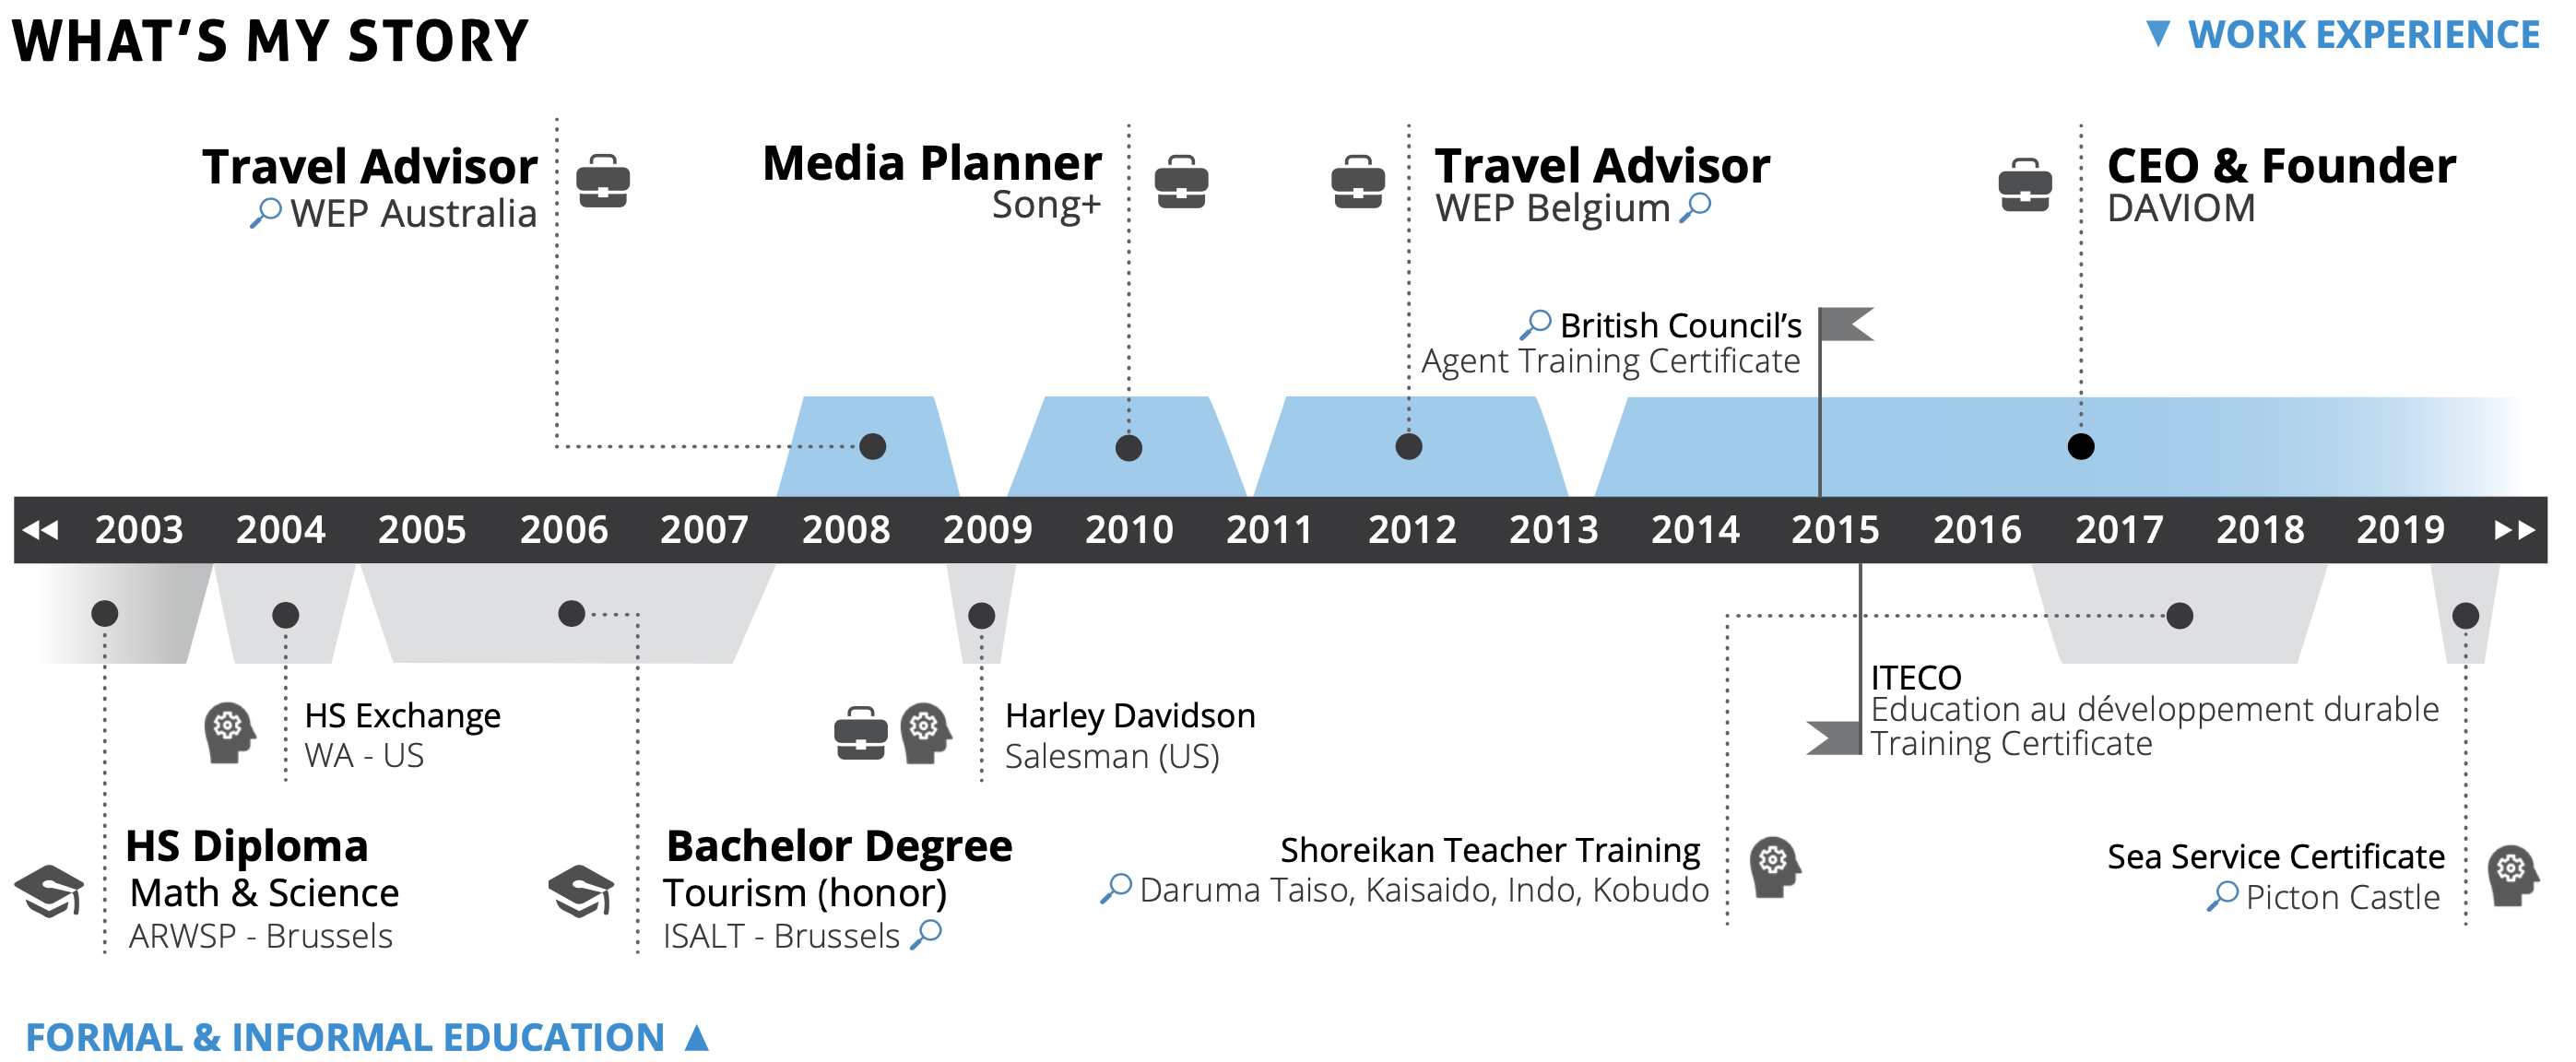 WHAT'S MY STORY
▼ WORK EXPERIENCE
Travel Advisor
WEP Australia
Media Planner
Song+
Travel Advisor
WEP Belgium
CEO & Founder
DAVIOM
British Council's
Agent Training Certificate
2003 2004 2005 2006 2007 2008 2009 2010 2011 2012 2013 2014 2015 2016 2017 2018 2019
HS Exchange
WA - US
Harley Davidson
Salesman (US)
ITECO
Education au développement durable
Training Certificate
HS Diploma
Math & Science
ARWSP - Brussels
Bachelor Degree
Tourism (honor)
ISALT - Brussels
Shoreikan Teacher Training
Daruma Taiso, Kaisaido, Indo, Kobudo
Sea Service Certificate
Picton Castle
FORMAL & INFORMAL EDUCATION ▲